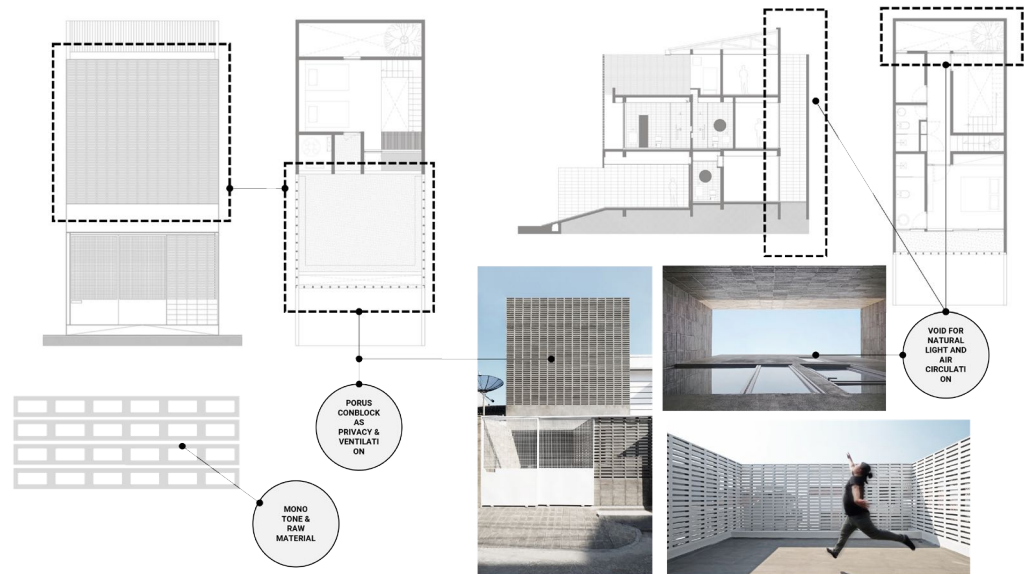 PORUS
CONBLOCK
AS
PRIVACY &
VENTILATI
ON
MONO
TONE &
RAW
MATERIAL
VOID FOR
NATURAL
LIGHT AND
AIR
CIRCULATI
ON